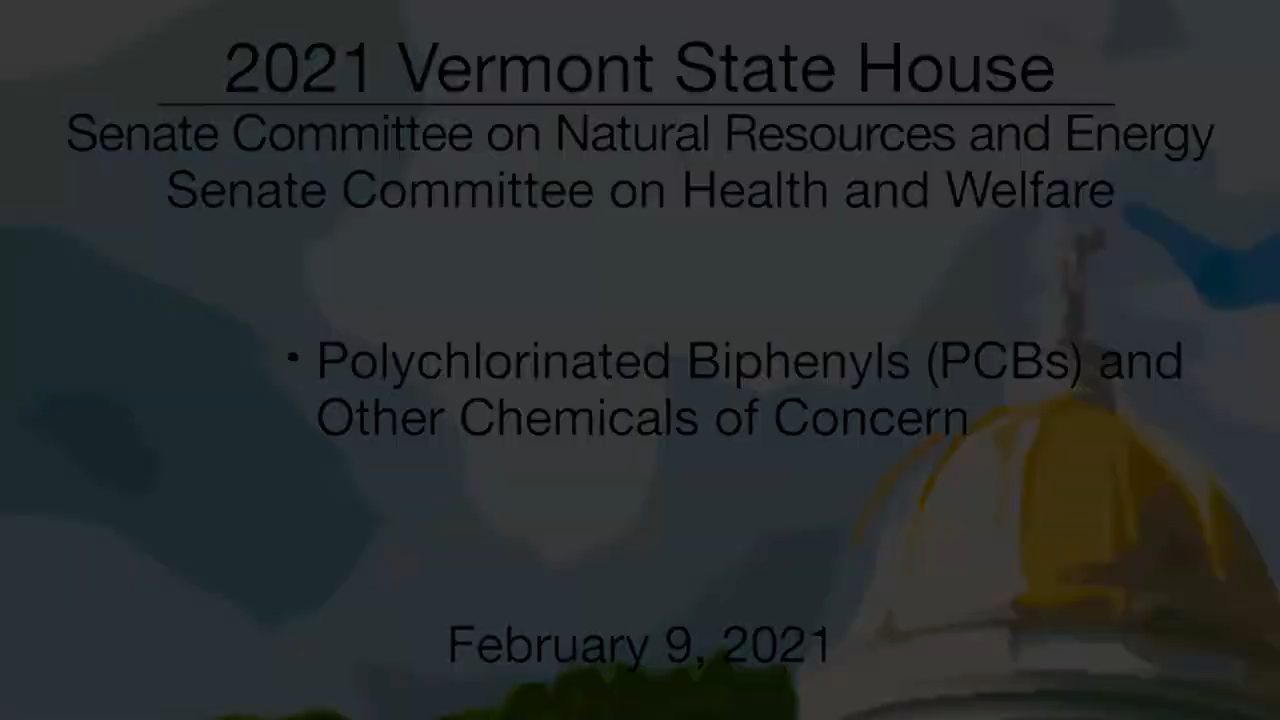 2021 Vermont State House
Senate Committee on Natural Resources and Energy
Senate Committee on Health and Welfare
• Polychlorinated Biphenyls (PCBs) and
Other Chemicals of Concern
February 9, 2021